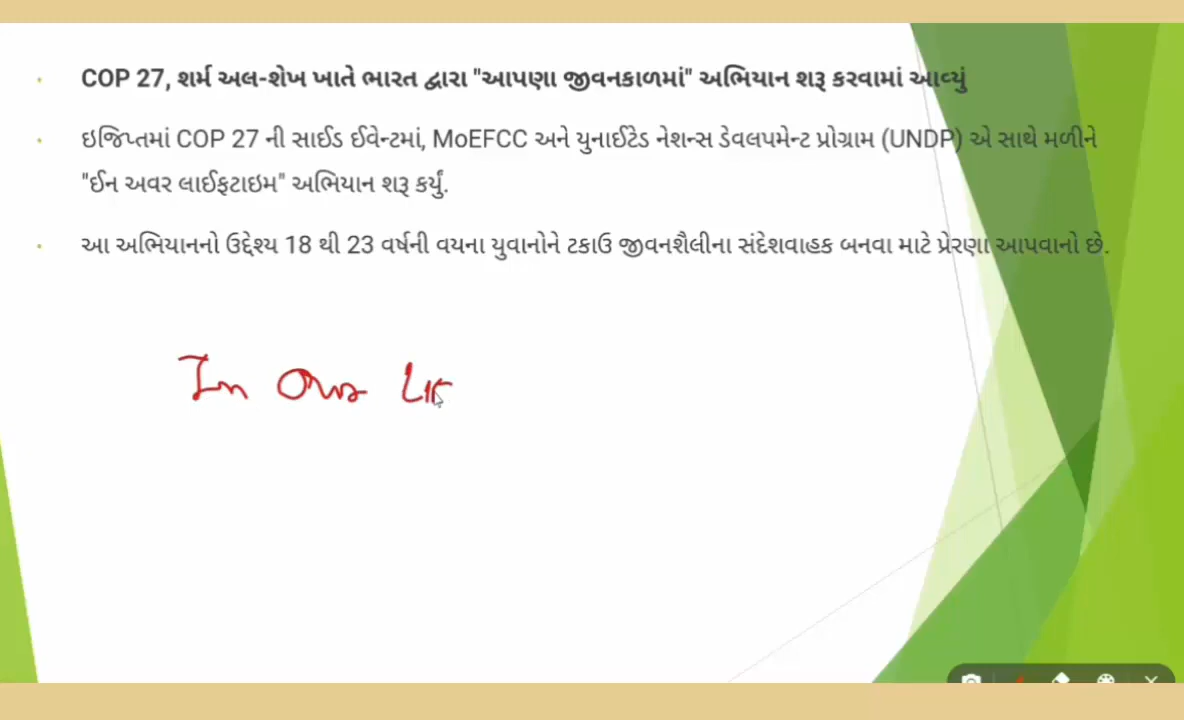 COP 27, શર્મ અલ-શેખ ખાતે ભારત દ્વારા "આપણા જીવનકાળમાં" અભિયાન શરૂ કરવામાં આવ્યું
ઇજિપ્તમાં COP 27 ની સાઈડ ઈવેન્ટમાં, MoEFCC અને યુનાઈટેડ નેશન્સ ડેવલપમેન્ટ પ્રોગ્રામ (UNDP) એ સાથે મળીને
"ઈન અવર લાઈફટાઇમ" અભિયાન શરૂ કર્યું.
આ અભિયાનનો ઉદ્દેશ્ય 18 થી 23 વર્ષની વયના યુવાનોને ટકાઉ જીવનશૈલીના સંદેશવાહક બનવા માટે પ્રેરણા આપવાનો છે.
In Our